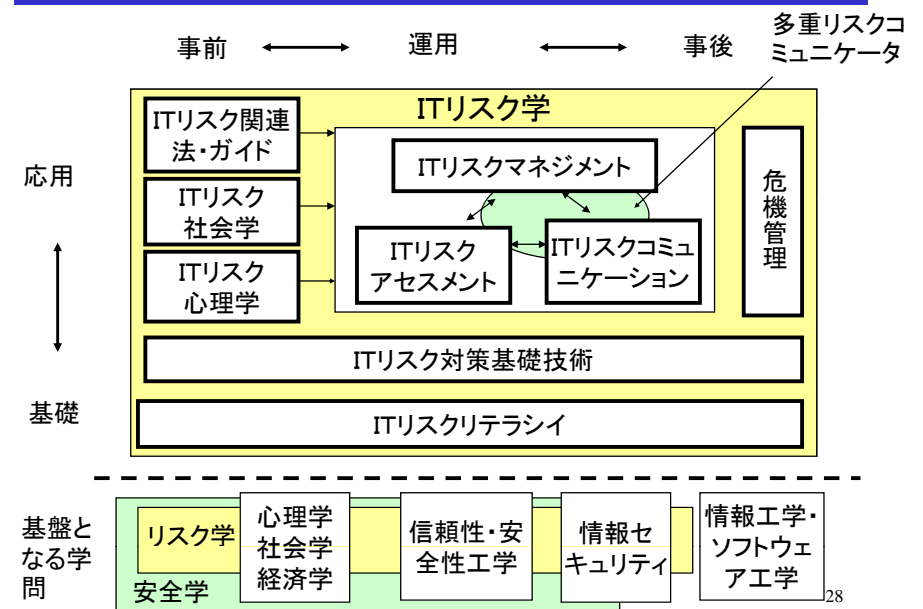 事前
運用
事後
多重リスクコ
ミュニケータ
ITリスク学
応用
基礎
ITリスク関連
法・ガイド
ITリスク
社会学
ITリスク
心理学
ITリスクマネジメント
ITリスク
アセスメント
ITリスクコミュ
ニケーション
危
機
管
理
ITリスク対策基礎技術
ITリスクリテラシイ
基盤と
なる学
問
リスク学
安全学
心理学
社会学
経済学
信頼性・安
全性工学
情報セ
キュリティ
情報工学・
ソフトウェ
ア工学
28